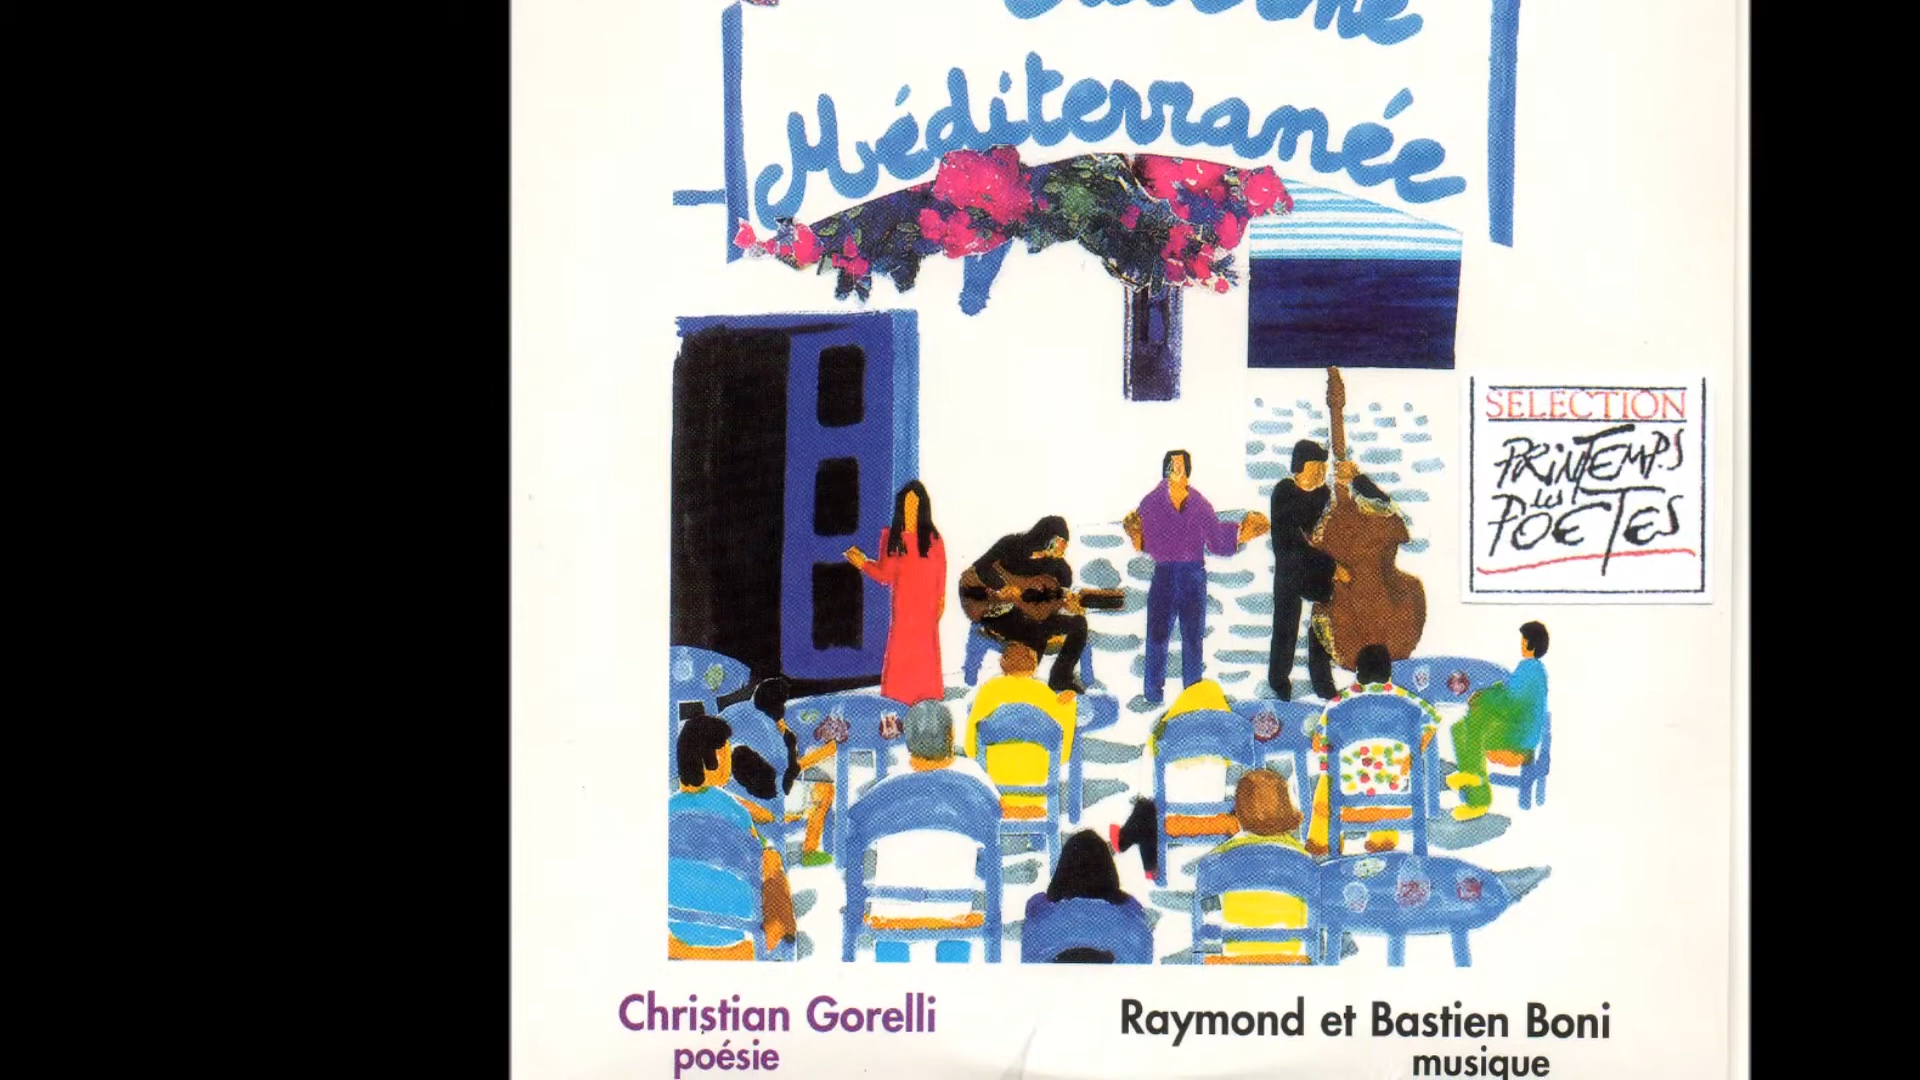 Méditerranée
SELECTION
PRINTEMPS
des
POETES
Christian Gorelli
poésie
Raymond et Bastien Boni
musique